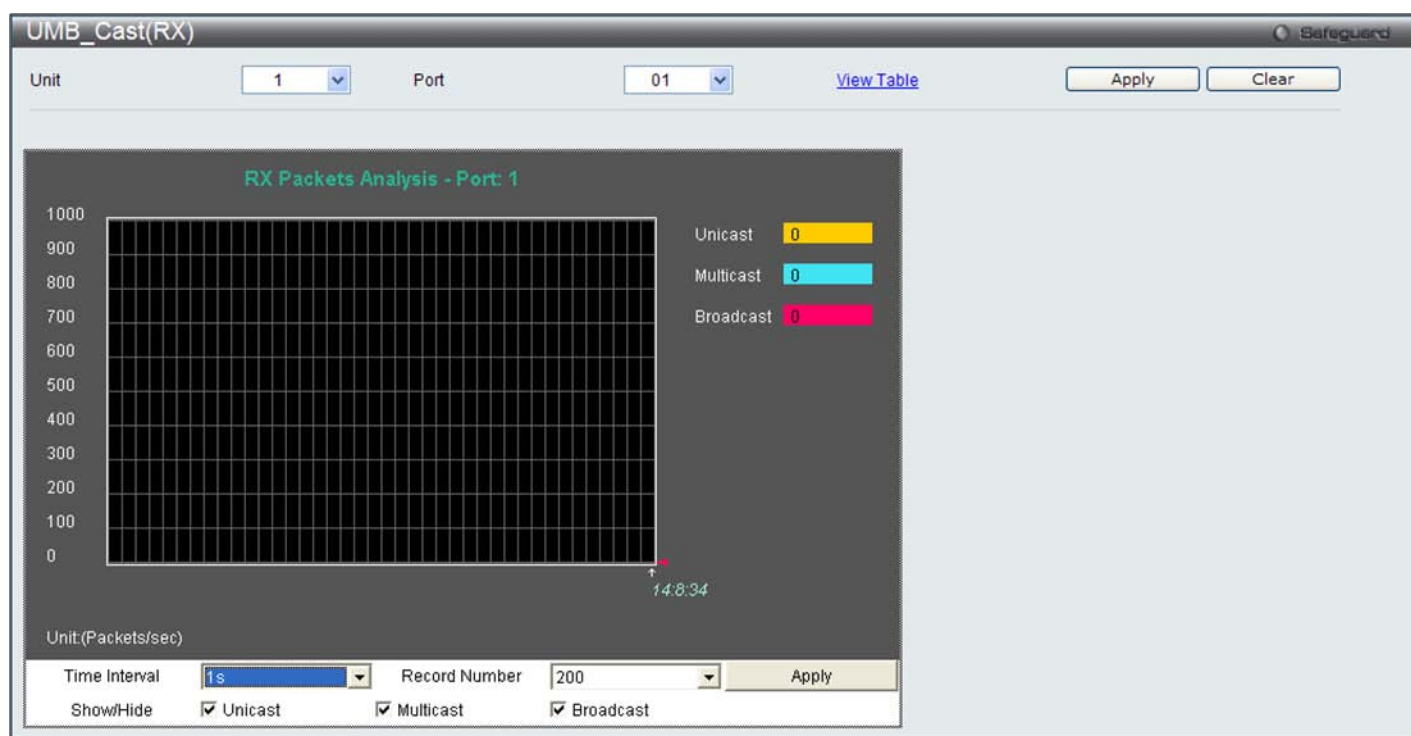 UMB_Cast(RX)
Safeguard
Unit 1 Port 01 View Table Apply Clear
RX Packets Analysis - Port: 1
1000
900
800
700
600
500
400
300
200
100
0
Unicast 0
Multicast 0
Broadcast 0
14:8:34
Unit:(Packets/sec)
Time Interval 1s Record Number 200 Apply
Show/Hide Unicast Multicast Broadcast